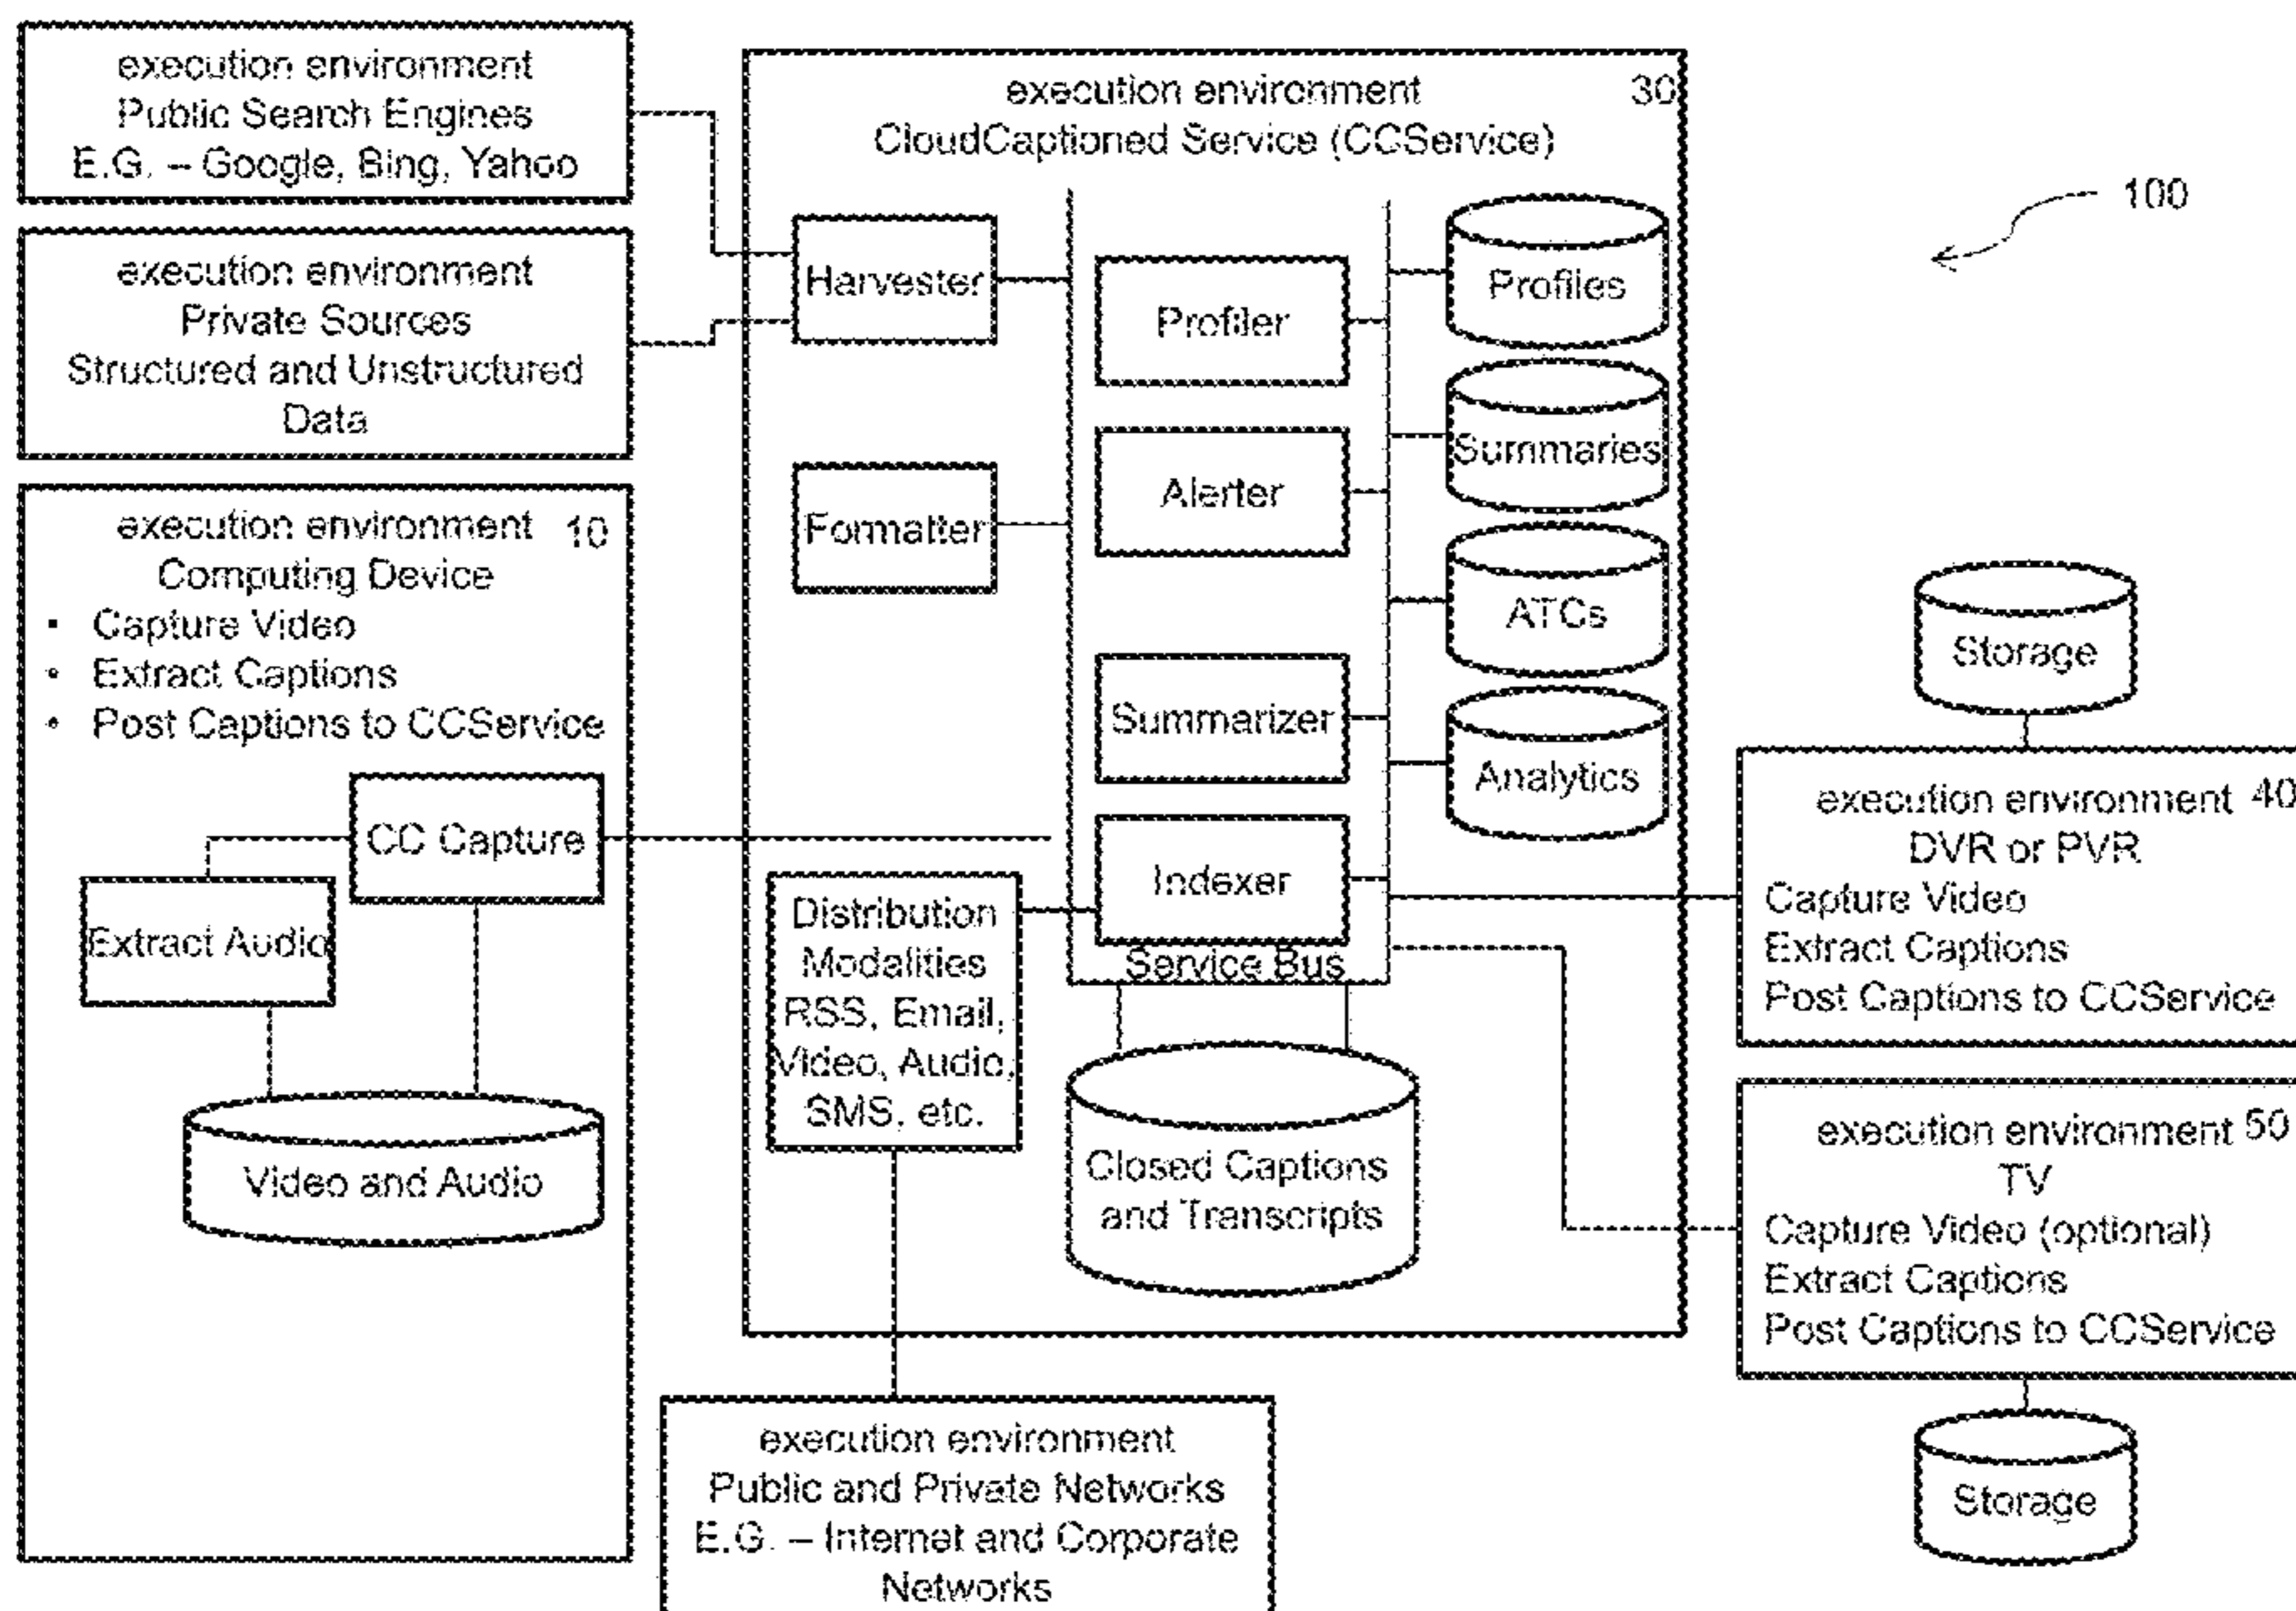 execution environment
Public Search Engines
E.G. – Google, Bing, Yahoo
execution environment
Private Sources
Structured and Unstructured
Data
execution environment 10
Computing Device
• Capture Video
• Extract Captions
• Post Captions to CCService
CC Capture
Extract Audio
Video and Audio
execution environment 30
CloudCaptioned Service (CCService)
Harvester
Formatter
Profiler
Alerter
Summarizer
Indexer
Service Bus
Profiles
Summaries
ATCs
Analytics
Distribution
Modalities
RSS, Email,
Video, Audio,
SMS, etc.
Closed Captions
and Transcripts
execution environment
Public and Private Networks
E.G. – Internet and Corporate
Networks
100
Storage
execution environment 40
DVR or PVR
Capture Video
Extract Captions
Post Captions to CCService
execution environment 50
TV
Capture Video (optional)
Extract Captions
Post Captions to CCService
Storage